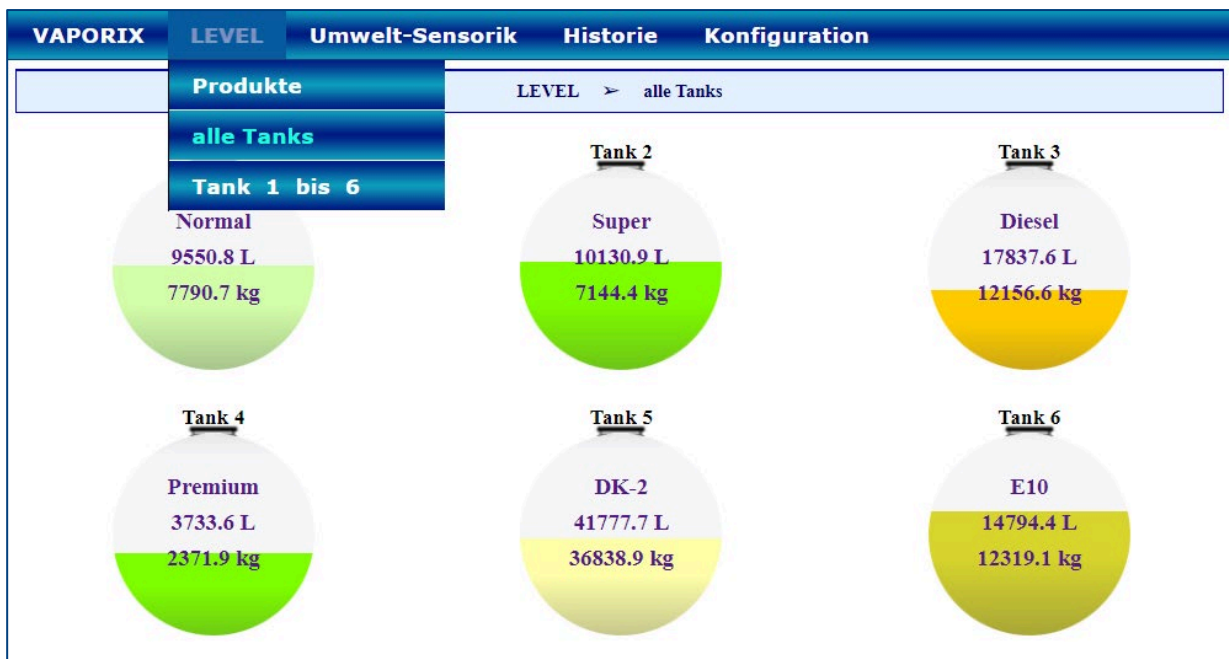 VAPORIX LEVEL Umwelt-Sensorik Historie Konfiguration
Produkte
alle Tanks
Tank 1 bis 6
LEVEL ➢ alle Tanks
Normal
9550.8 L
7790.7 kg
Tank 2
Super
10130.9 L
7144.4 kg
Tank 3
Diesel
17837.6 L
12156.6 kg
Tank 4
Premium
3733.6 L
2371.9 kg
Tank 5
DK-2
41777.7 L
36838.9 kg
Tank 6
E10
14794.4 L
12319.1 kg